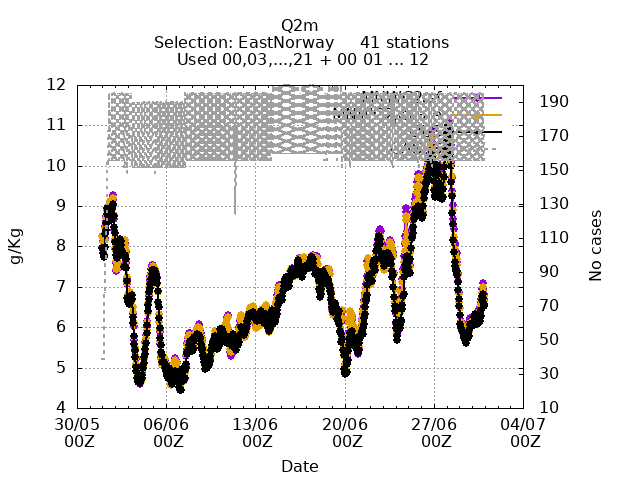 Q2m
Selection: EastNorway 41 stations
Used 00,03,...,21 + 00 01 ... 12
12
11
10
9
8
7
6
5
4
g/Kg
190
170
150
130
110
90
70
50
30
10
No cases
30/05 06/06 13/06 20/06 27/06 04/07
00Z 00Z 00Z 00Z 00Z 00Z
Date